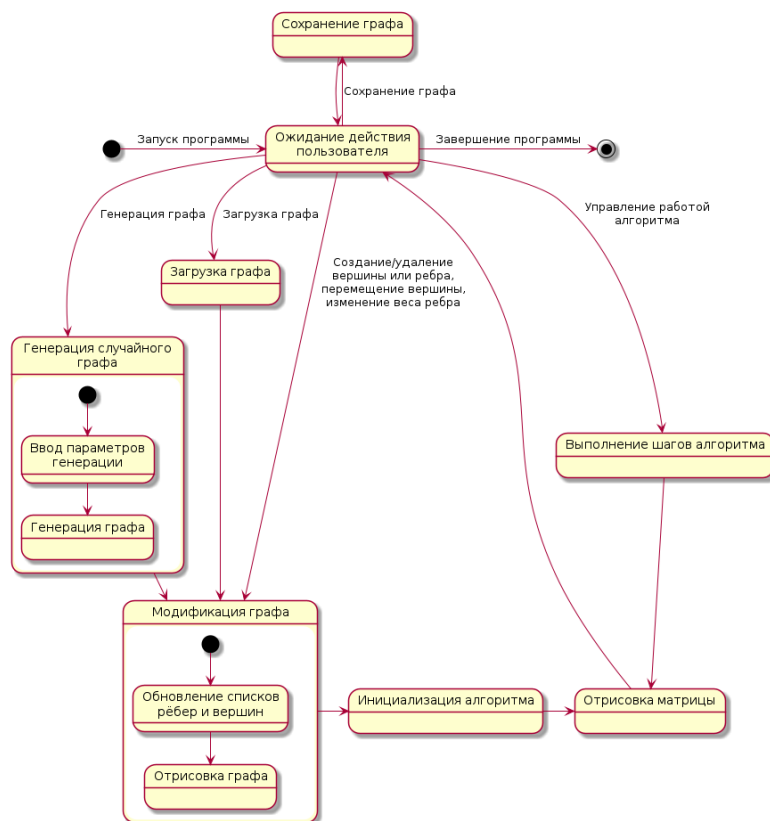 Сохранение графа
Сохранение графа
Запуск программы
Ожидание действия
пользователя
Завершение программы
Генерация графа
Загрузка графа
Управление работой
алгоритма
Загрузка графа
Создание/удаление
вершины или ребра,
перемещение вершины,
изменение веса ребра
Генерация случайного
графа
Ввод параметров
генерации
Генерация графа
Выполнение шагов алгоритма
Модификация графа
Обновление списков
рёбер и вершин
Отрисовка графа
Инициализация алгоритма
Отрисовка матрицы